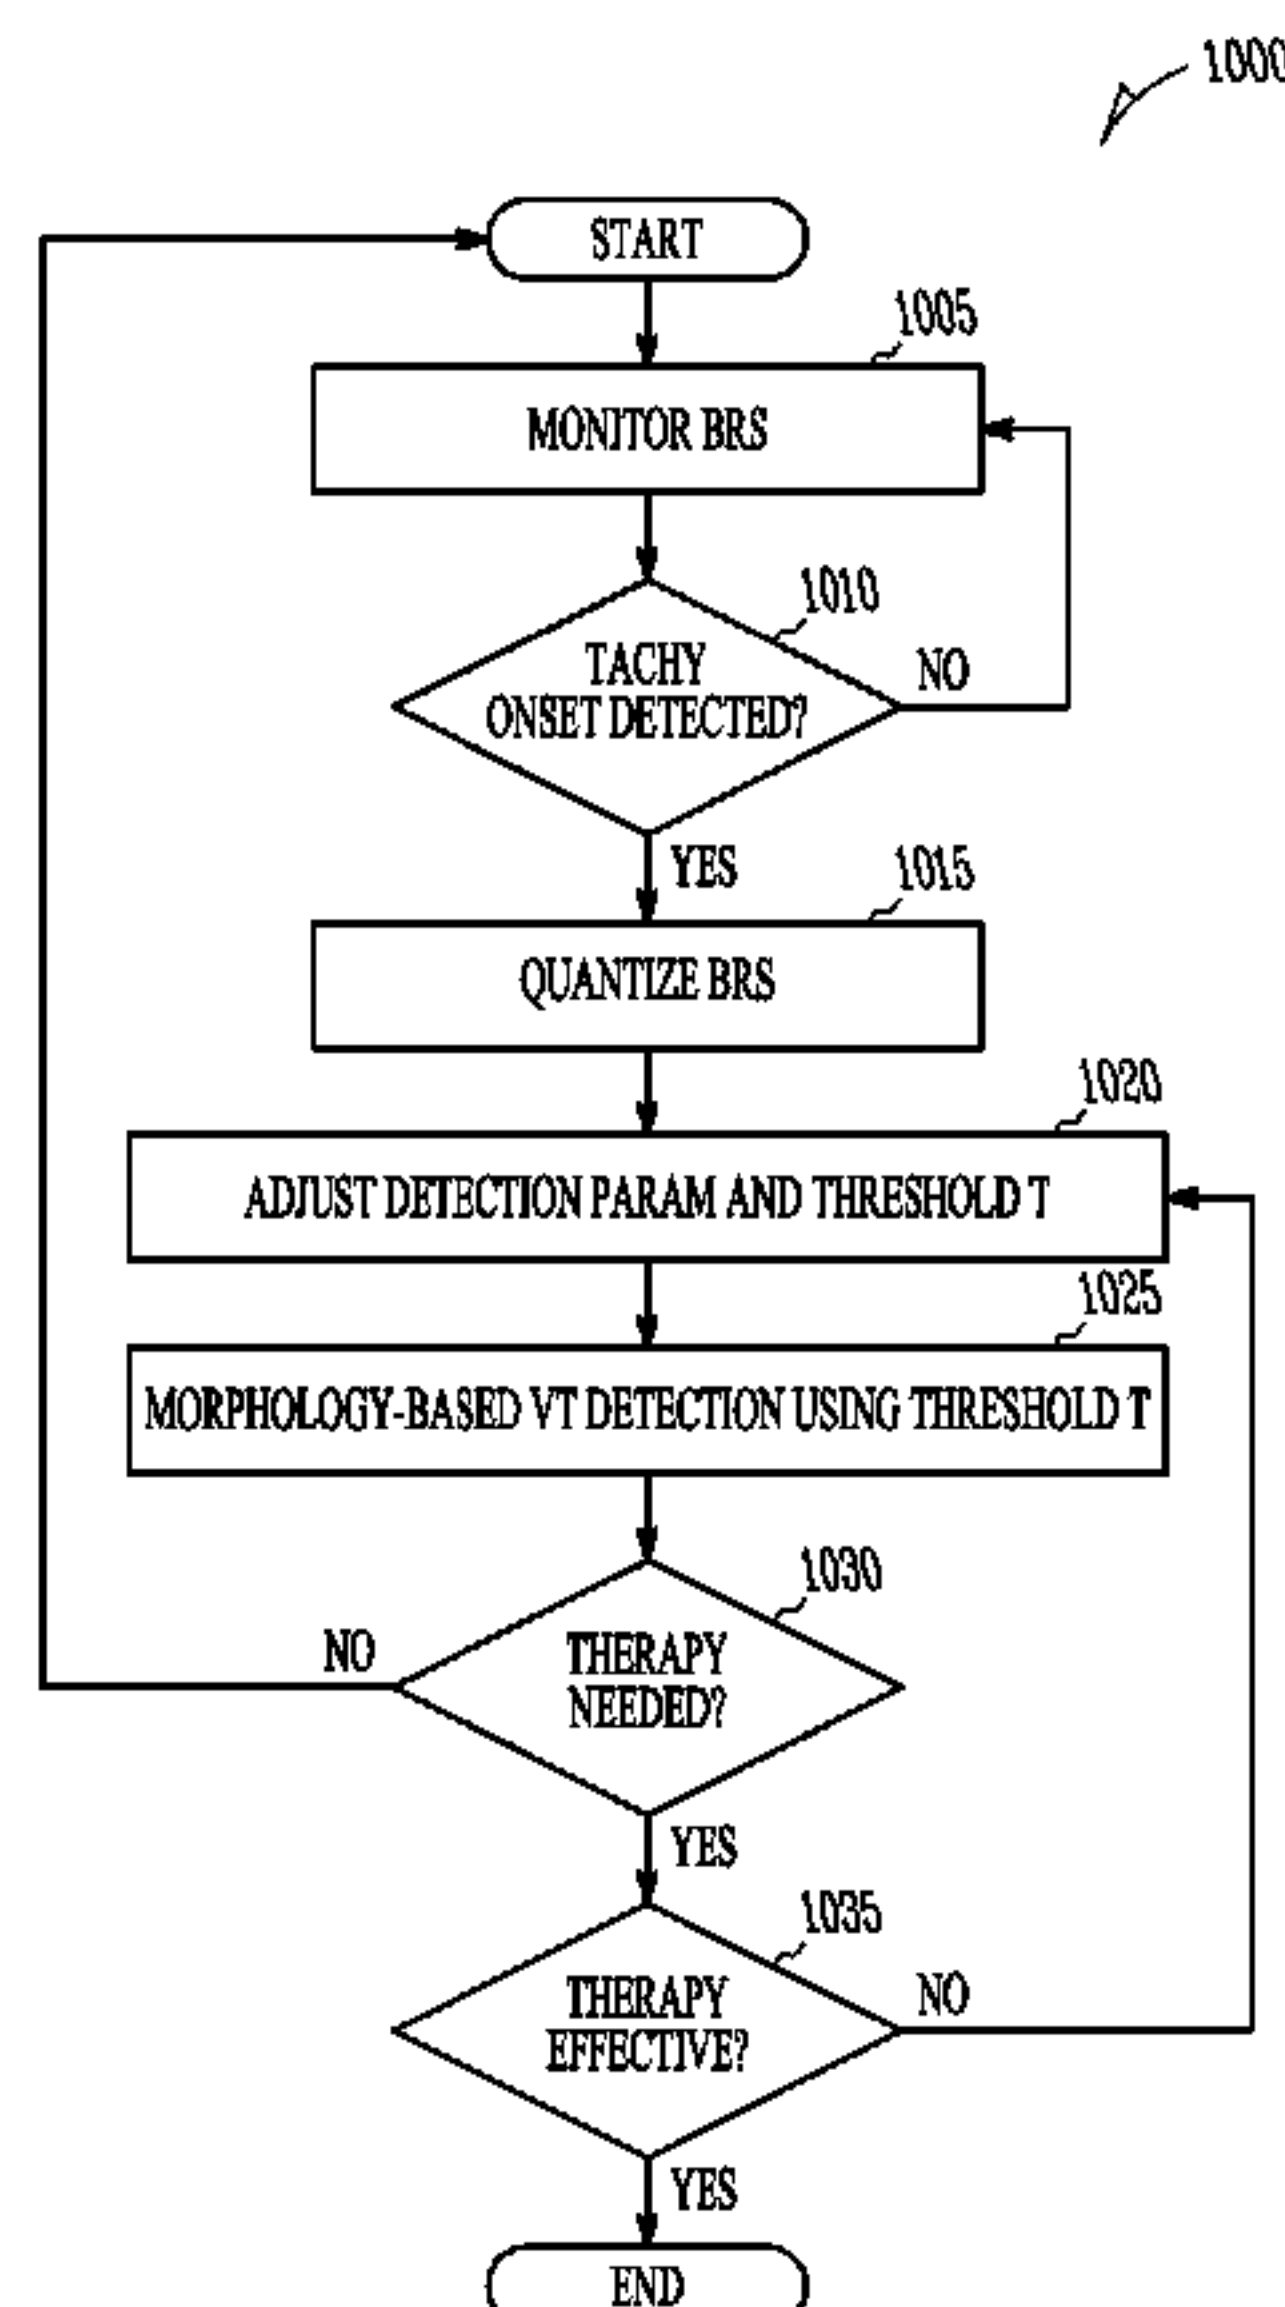 1000
START
1005
MONITOR BRS
1010
TACHY
ONSET DETECTED?
NO
YES
1015
QUANTIZE BRS
1020
ADJUST DETECTION PARAM AND THRESHOLD T
1025
MORPHOLOGY-BASED VT DETECTION USING THRESHOLD T
1030
NO
THERAPY
NEEDED?
YES
1035
THERAPY
EFFECTIVE?
NO
YES
END